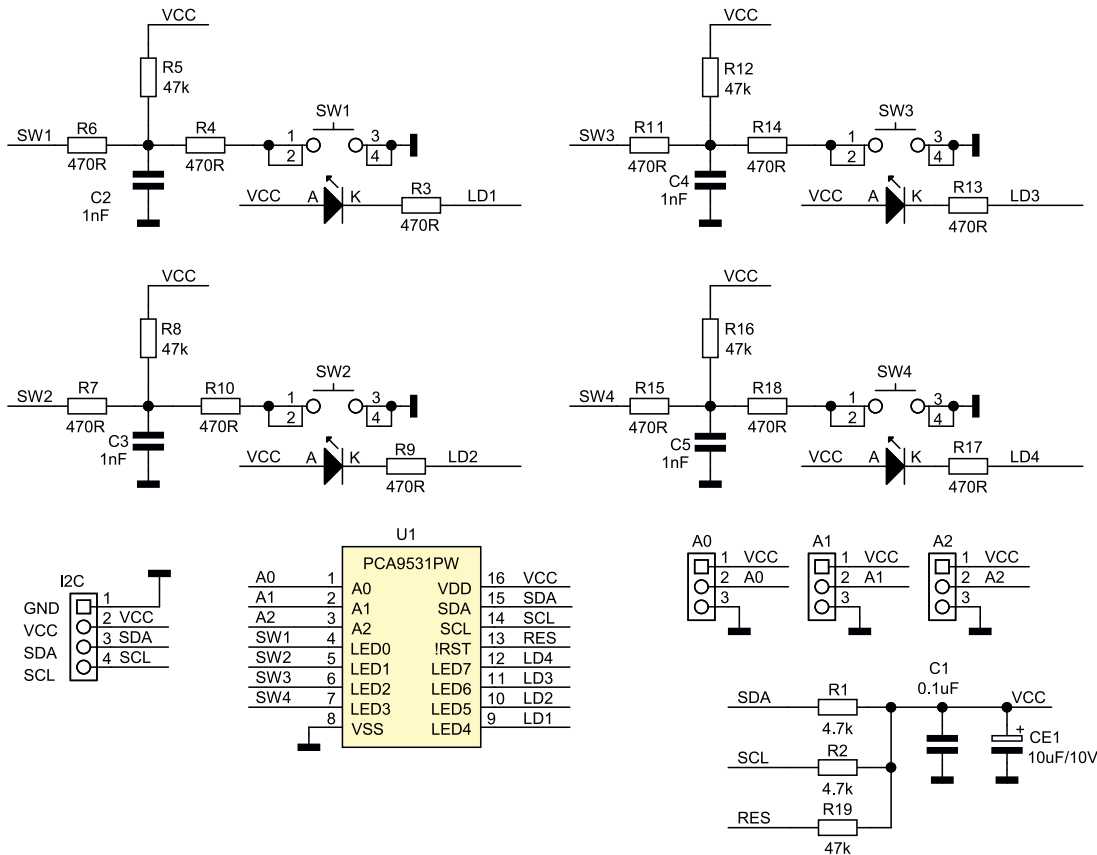 VCC
R5
47k
SW1
R6
470R
R4
470R
C2
1nF
SW1
1
2
3
4
VCC
A
K
R3
470R
LD1
VCC
R12
47k
SW3
R11
470R
R14
470R
C4
1nF
SW3
1
2
3
4
VCC
A
K
R13
470R
LD3
VCC
R8
47k
SW2
R7
470R
R10
470R
C3
1nF
SW2
1
2
3
4
VCC
A
K
R9
470R
LD2
VCC
R16
47k
SW4
R15
470R
R18
470R
C5
1nF
SW4
1
2
3
4
VCC
A
K
R17
470R
LD4
I2C
GND 1
VCC 2 VCC
SDA 3 SDA
SCL 4 SCL
U1
PCA9531PW
A0 1 A0 VDD 16 VCC
A1 2 A1 SDA 15 SDA
A2 3 A2 SCL 14 SCL
SW1 4 LED0 !RST 13 RES
SW2 5 LED1 LED7 12 LD4
SW3 6 LED2 LED6 11 LD3
SW4 7 LED3 LED5 10 LD2
8 VSS LED4 9 LD1
A0
1 VCC
2 A0
3
A1
1 VCC
2 A1
3
A2
1 VCC
2 A2
3
SDA
R1
4.7k
SCL
R2
4.7k
RES
R19
47k
C1
0.1uF
VCC
+
CE1
10uF/10V